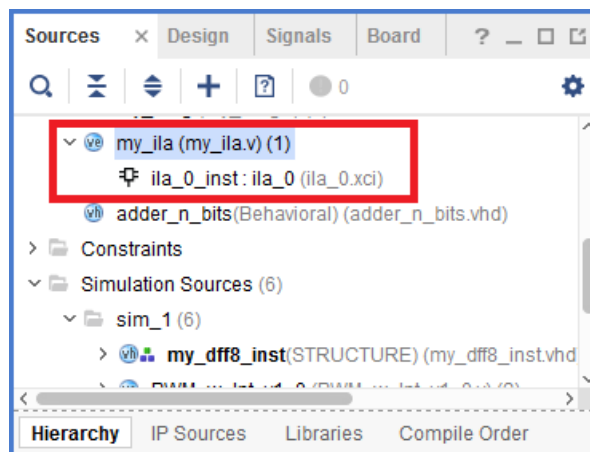 Sources × Design Signals Board ? _
0
my_ila (my_ila.v) (1)
ila_0_inst : ila_0 (ila_0.xci)
adder_n_bits(Behavioral) (adder_n_bits.vhd)
Constraints
Simulation Sources (6)
sim_1 (6)
my_dff8_inst(STRUCTURE) (my_dff8_inst.vhd
Hierarchy IP Sources Libraries Compile Order